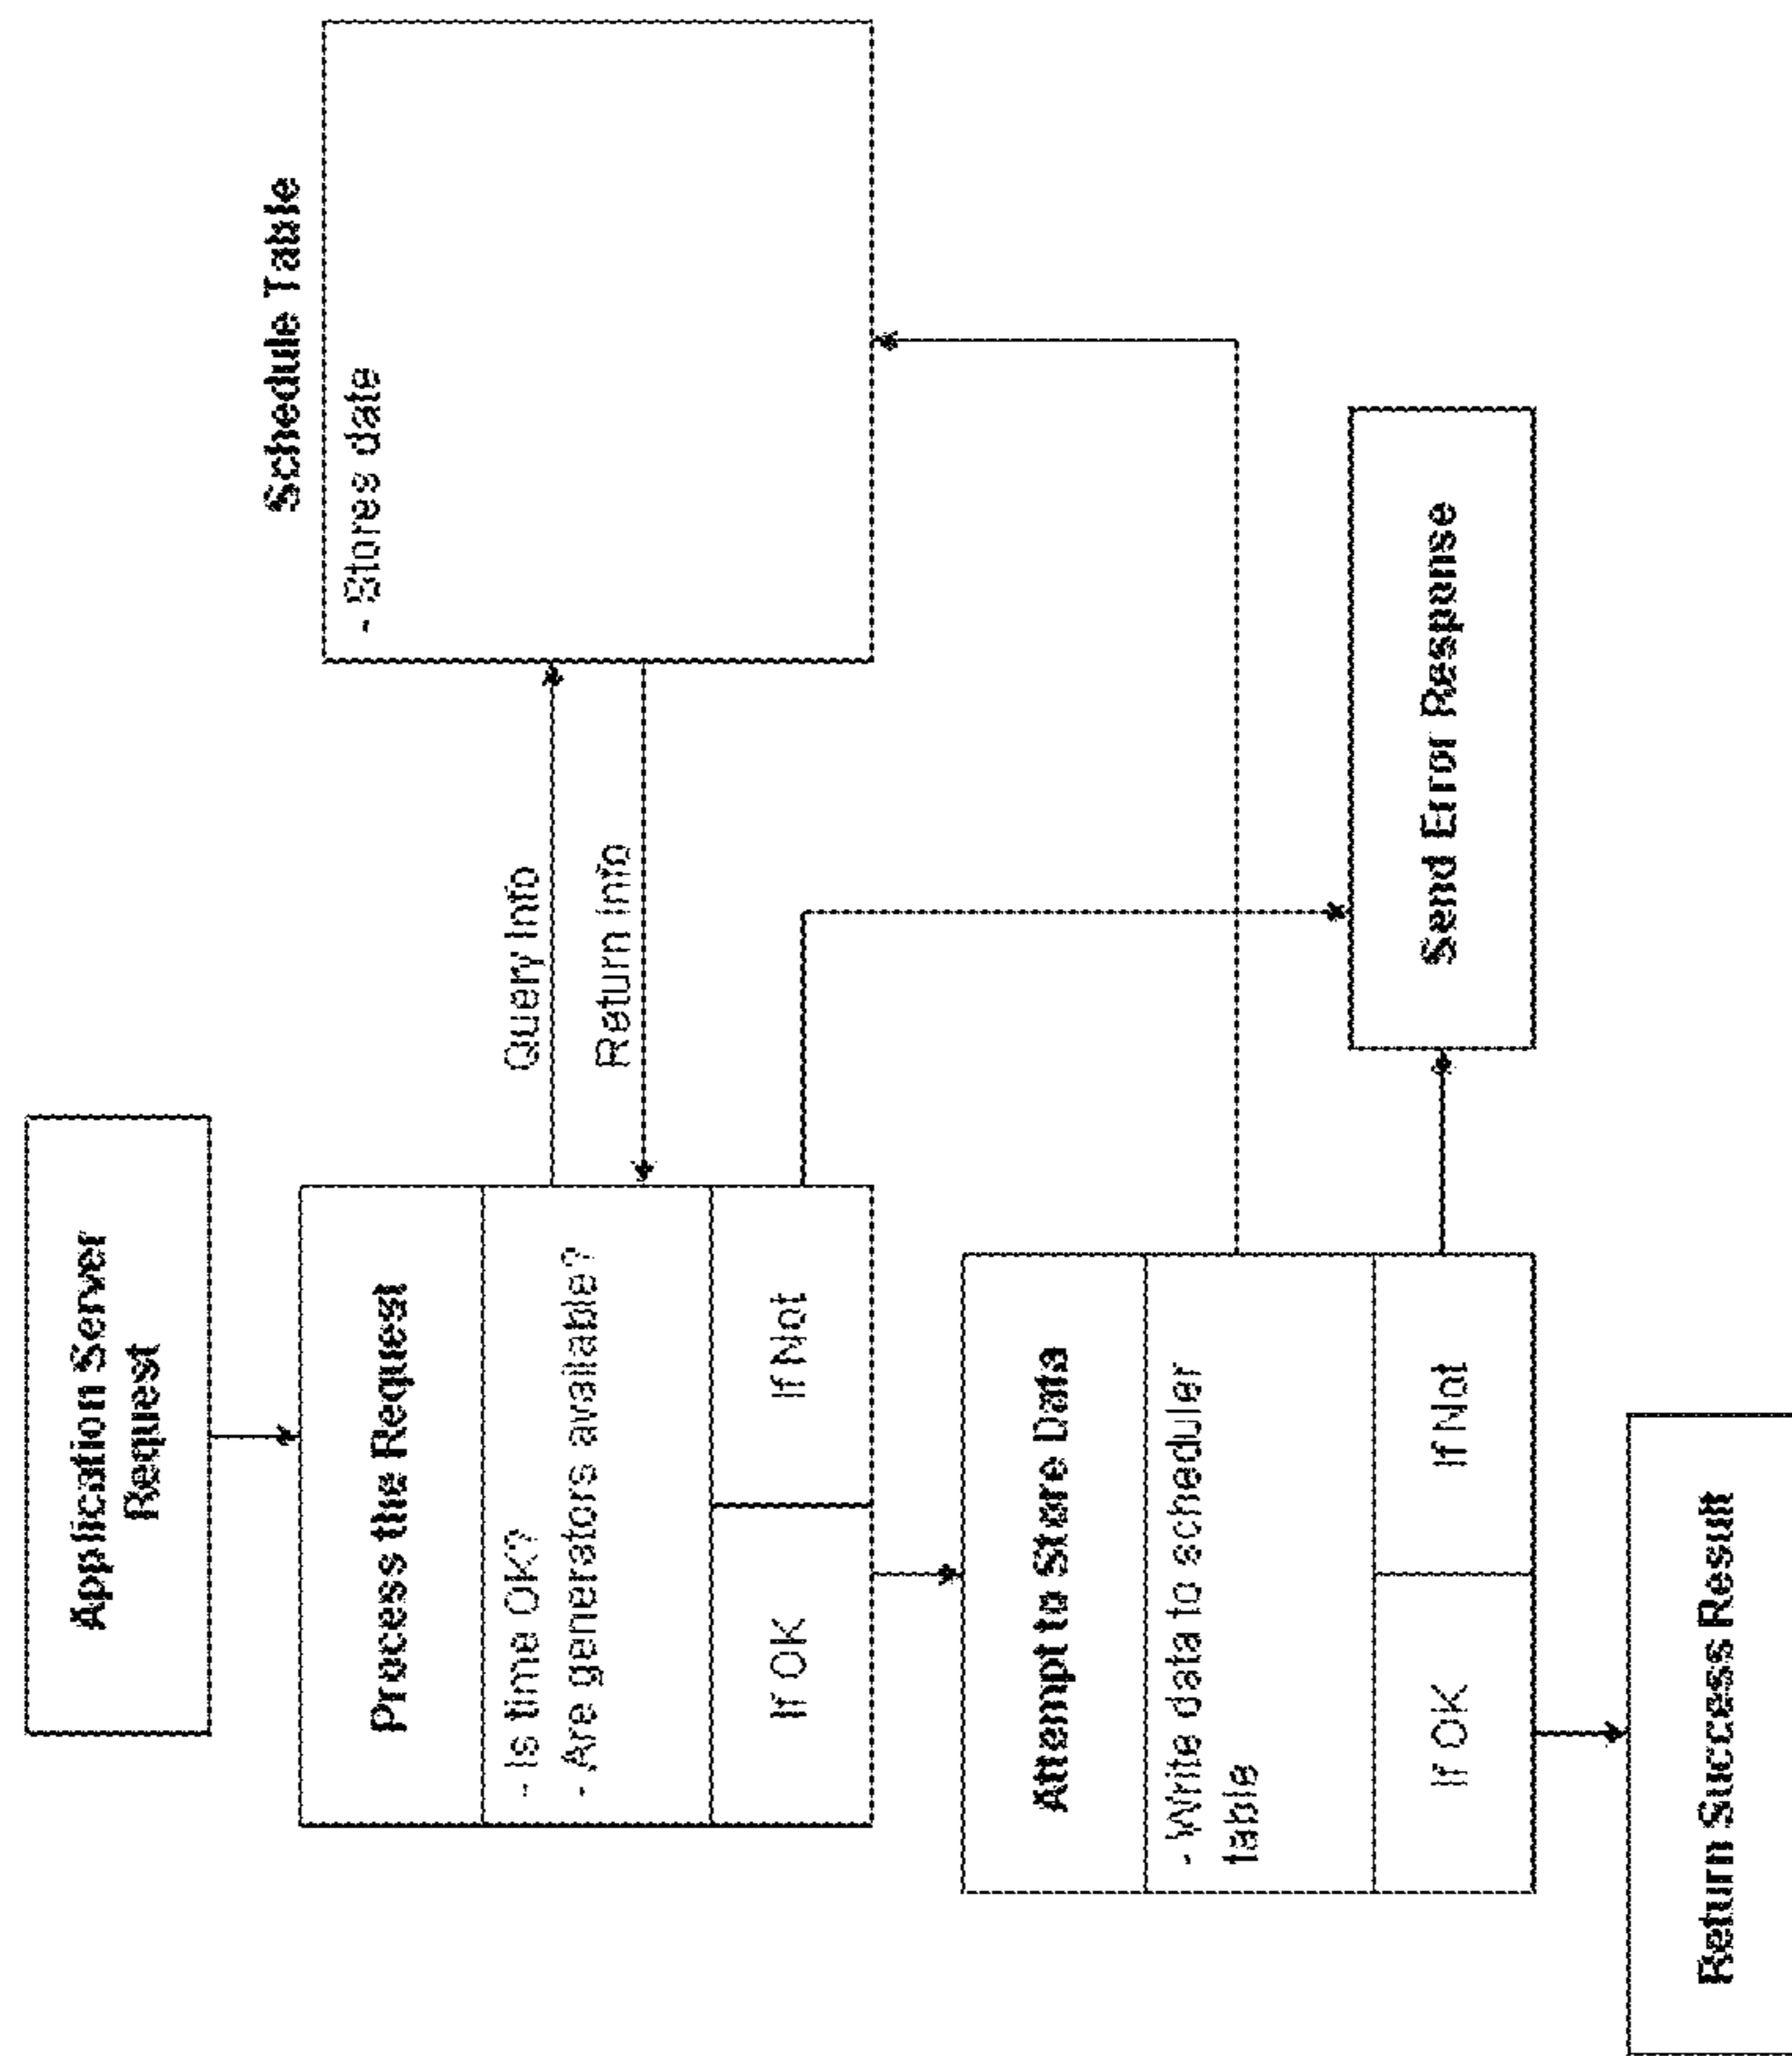 Application Server
Request
Process the Request
- Is time OK?
- Are generators available?
If OK
If Not
Query Info
Return Info
Schedule Table
- Stores date
Attempt to Store Data
- Write data to scheduler
table
If OK
If Not
Send Error Response
Return Success Result